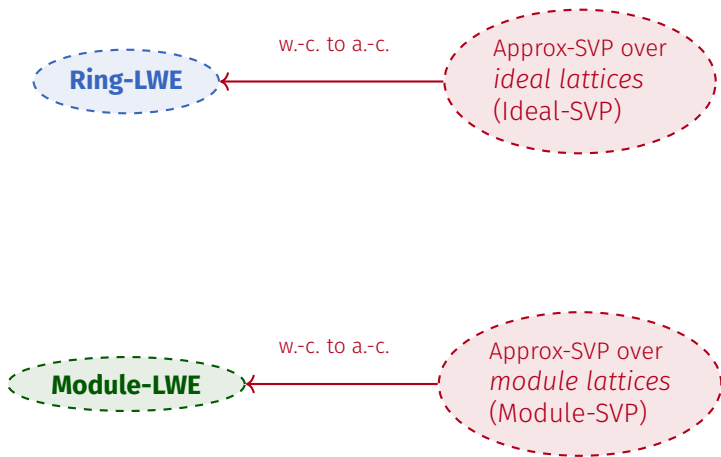 w.-c. to a.-c.
Ring-LWE
Approx-SVP over
ideal lattices
(Ideal-SVP)
w.-c. to a.-c.
Module-LWE
Approx-SVP over
module lattices
(Module-SVP)